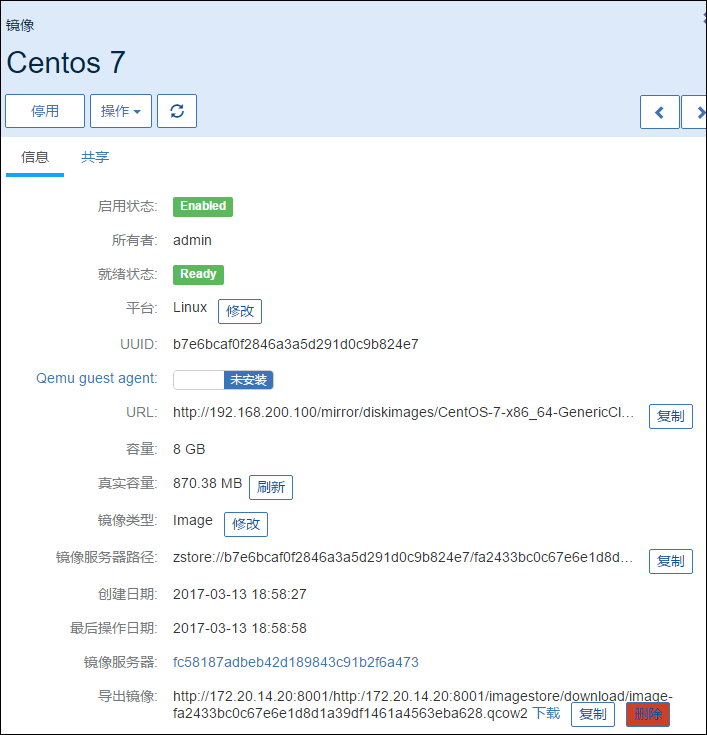 镜像
Centos 7
停用 操作
信息 共享
启用状态: Enabled
所有者: admin
就绪状态: Ready
平台: Linux 修改
UUID: b7e6bcaf0f2846a3a5d291d0c9b824e7
Qemu guest agent: 未安装
URL: http://192.168.200.100/mirror/diskimages/CentOS-7-x86_64-GenericCl... 复制
容量: 8 GB
真实容量: 870.38 MB 刷新
镜像类型: Image 修改
镜像服务器路径: zstore://b7e6bcaf0f2846a3a5d291d0c9b824e7/fa2433bc0c67e6e1d8d... 复制
创建日期: 2017-03-13 18:58:27
最后操作日期: 2017-03-13 18:58:58
镜像服务器: fc58187adbeb42d189843c91b2f6a473
导出镜像: http://172.20.14.20:8001/http:/172.20.14.20:8001/imagestore/download/image-
fa2433bc0c67e6e1d8d1a39df1461a4563eba628.qcow2 下载 复制 删除